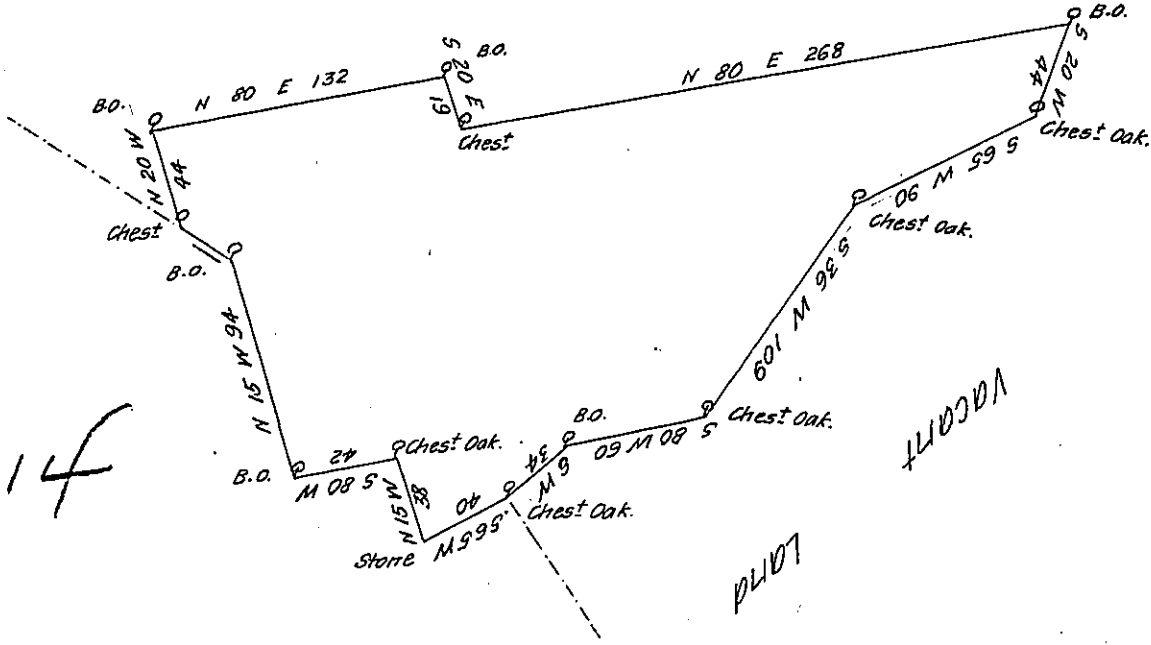 B.O.
N 80 E 132
S 20 E
19
B.O.
Chest
N 80 E 268
B.O.
S 20 W
44
Chest Oak.
S 65 W 90
Chest Oak.
S 36 W 109
Chest Oak.
S 80 W 60
B.O.
6 W
34
Chest Oak.
S65W
40
Stone
N 15 W
38
Chest Oak.
S 80 W
42
B.O.
N 15 W 94
B.O.
Chest
N 20 W
44
14
Vacant
Land